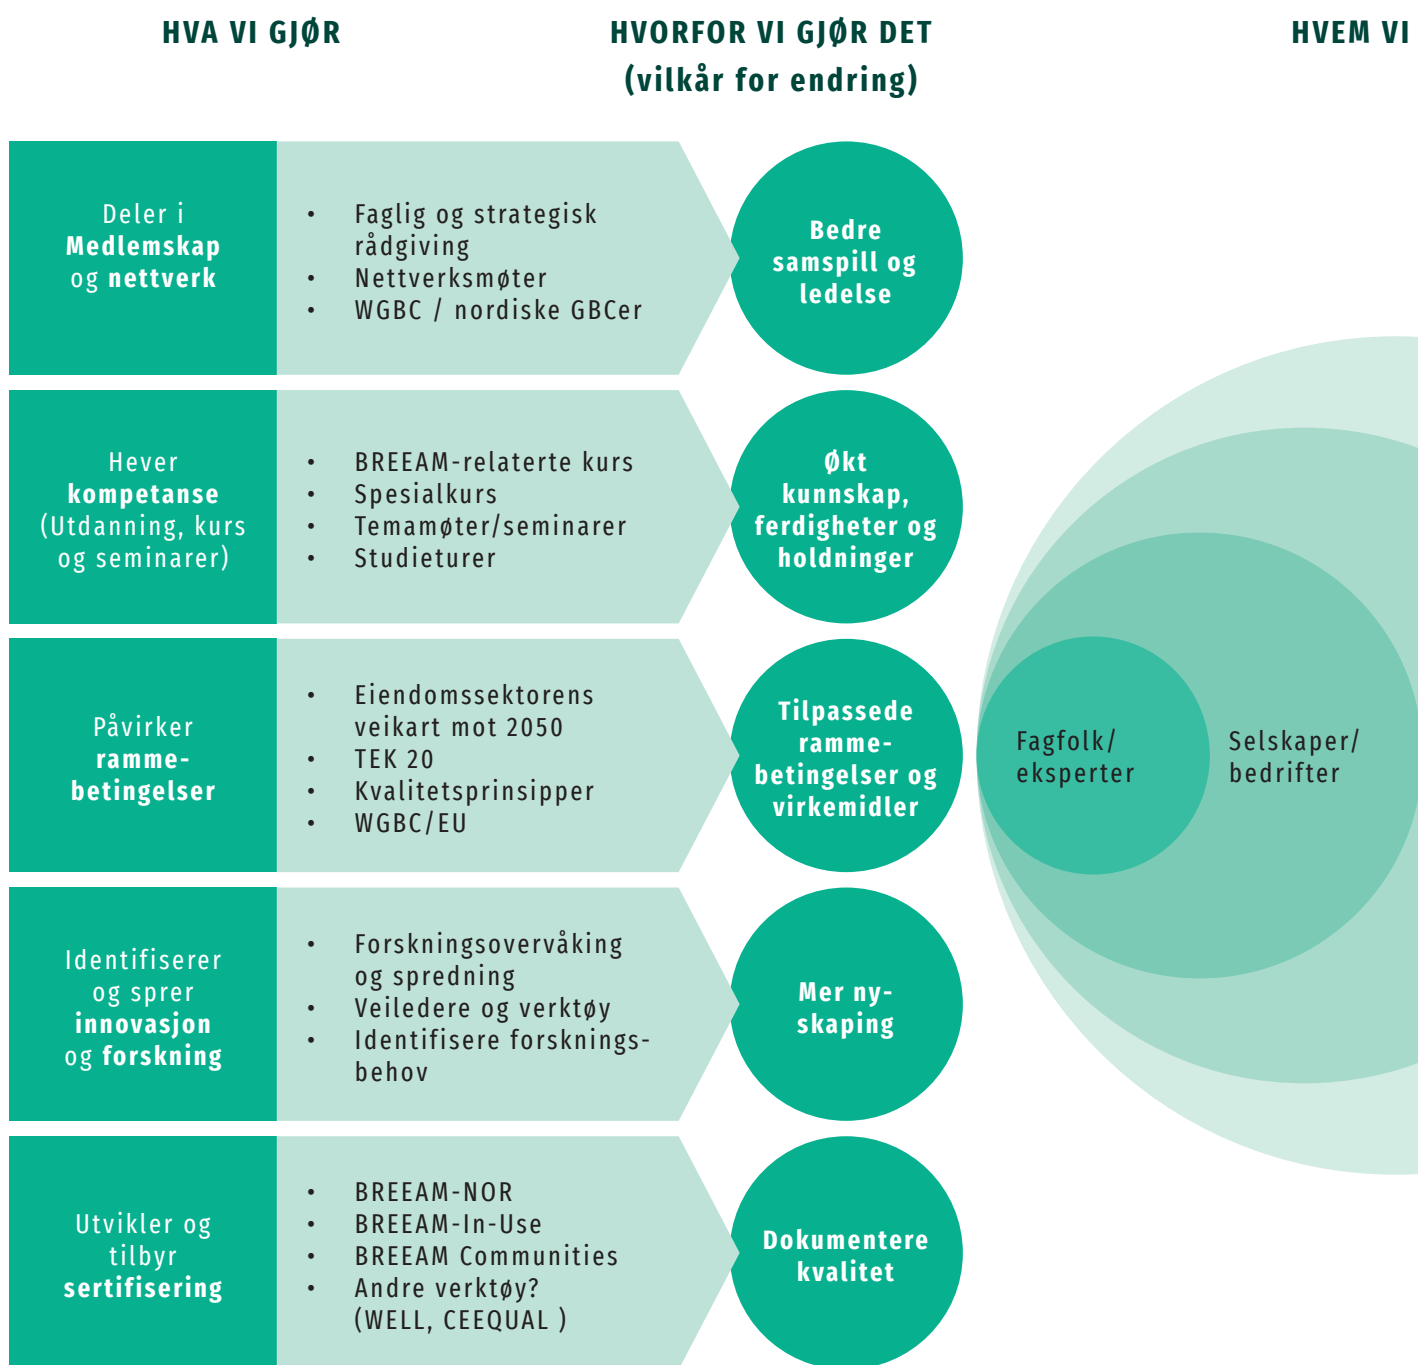 HVA VI GJØR
HVORFOR VI GJØR DET
(vilkår for endring)
HVEM VI
Deler i
Medlemskap
og nettverk
• Faglig og strategisk
rådgiving
• Nettverksmøter
• WGBC / nordiske GBCer
Bedre
samspill og
ledelse
Hever
kompetanse
(Utdanning, kurs
og seminarer)
• BREEAM-relaterte kurs
• Spesialkurs
• Temamøter/seminarer
• Studieturer
Økt
kunnskap,
ferdigheter og
holdninger
Påvirker
ramme-
betingelser
• Eiendomssektorens
veikart mot 2050
• TEK 20
• Kvalitetsprinsipper
• WGBC/EU
Tilpassede
ramme-
betingelser og
virkemidler
Fagfolk/
eksperter
Selskaper/
bedrifter
Identifiserer
og sprer
innovasjon
og forskning
• Forskningsovervåking
og spredning
• Veiledere og verktøy
• Identifisere forsknings-
behov
Mer ny-
skaping
Utvikler og
tilbyr
sertifisering
• BREEAM-NOR
• BREEAM-In-Use
• BREEAM Communities
• Andre verktøy?
(WELL, CEEQUAL )
Dokumentere
kvalitet